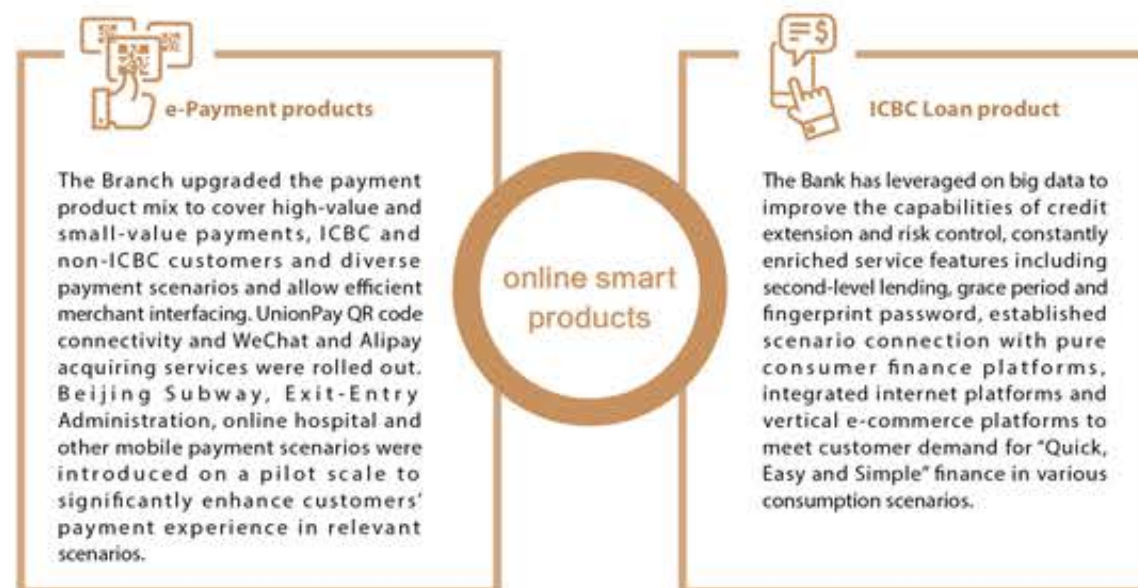 e-Payment products
The Branch upgraded the payment
product mix to cover high-value and
small-value payments, ICBC and
non-ICBC customers and diverse
payment scenarios and allow efficient
merchant interfacing. UnionPay QR code
connectivity and WeChat and Alipay
acquiring services were rolled out.
Beijing Subway, Exit-Entry
Administration, online hospital and
other mobile payment scenarios were
introduced on a pilot scale to
significantly enhance customers'
payment experience in relevant
scenarios.
online smart
products
$
ICBC Loan product
The Bank has leveraged on big data to
improve the capabilities of credit
extension and risk control, constantly
enriched service features including
second-level lending, grace period and
fingerprint password, established
scenario connection with pure
consumer finance platforms,
integrated internet platforms and
vertical e-commerce platforms to
meet customer demand for "Quick,
Easy and Simple" finance in various
consumption scenarios.